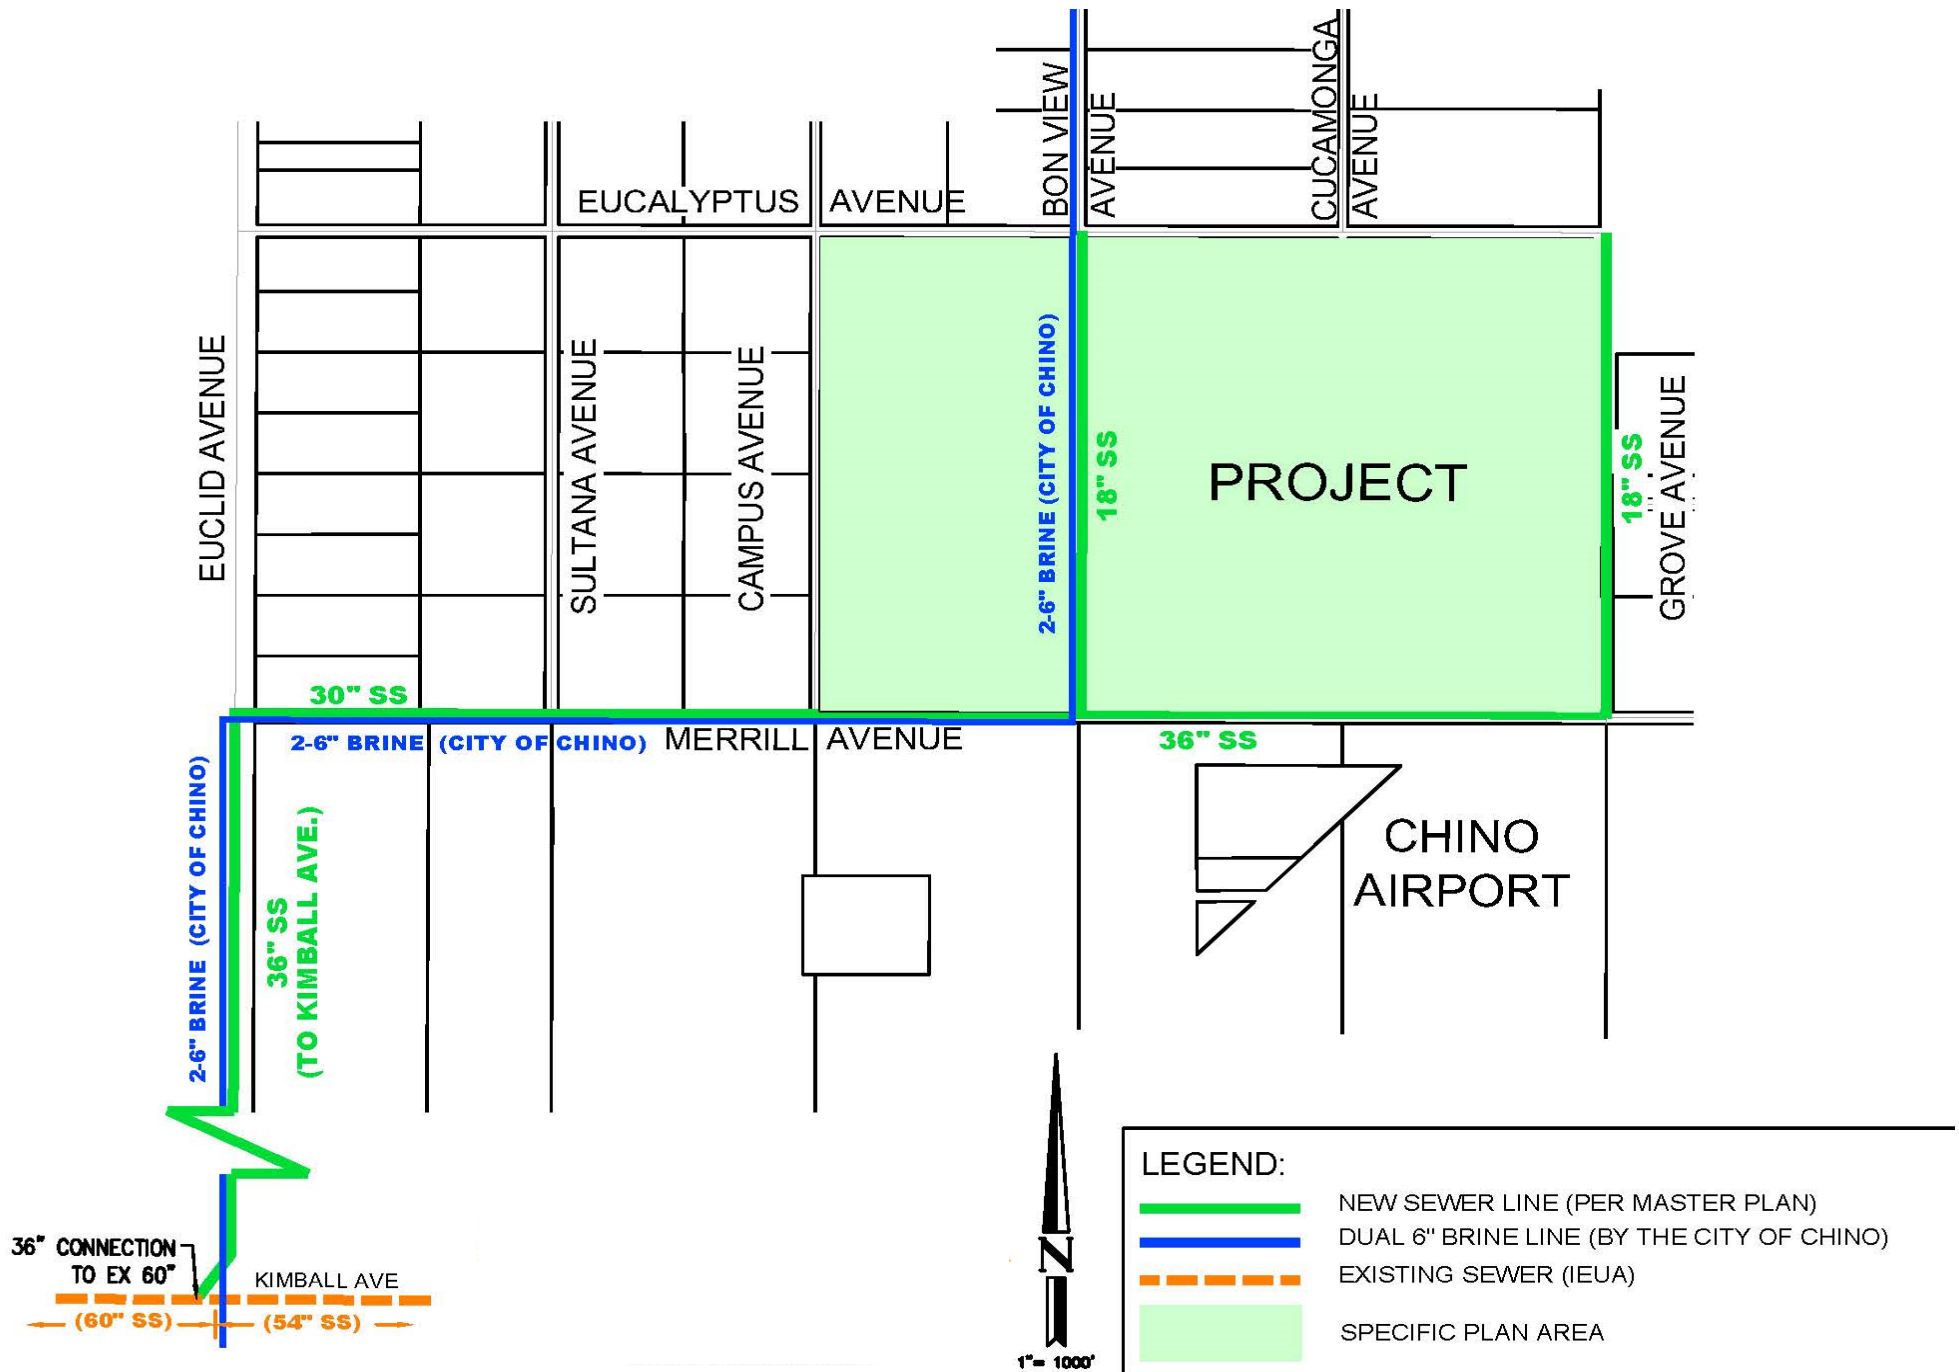 BON VIEW
AVENUE
CUCAMONGA
AVENUE
EUCALYPTUS AVENUE
EUCLID AVENUE
SULTANA AVENUE
CAMPUS AVENUE
2-6" BRINE (CITY OF CHINO)
18" SS
PROJECT
18" SS
GROVE AVENUE
30" SS
2-6" BRINE (CITY OF CHINO)
MERRILL AVENUE
36" SS
2-6" BRINE (CITY OF CHINO)
36" SS
(TO KIMBALL AVE.)
CHINO
AIRPORT
36" CONNECTION
TO EX 60"
KIMBALL AVE
(60" SS)
(54" SS)
N
1"= 1000'
LEGEND:
NEW SEWER LINE (PER MASTER PLAN)
DUAL 6" BRINE LINE (BY THE CITY OF CHINO)
EXISTING SEWER (IEUA)
SPECIFIC PLAN AREA